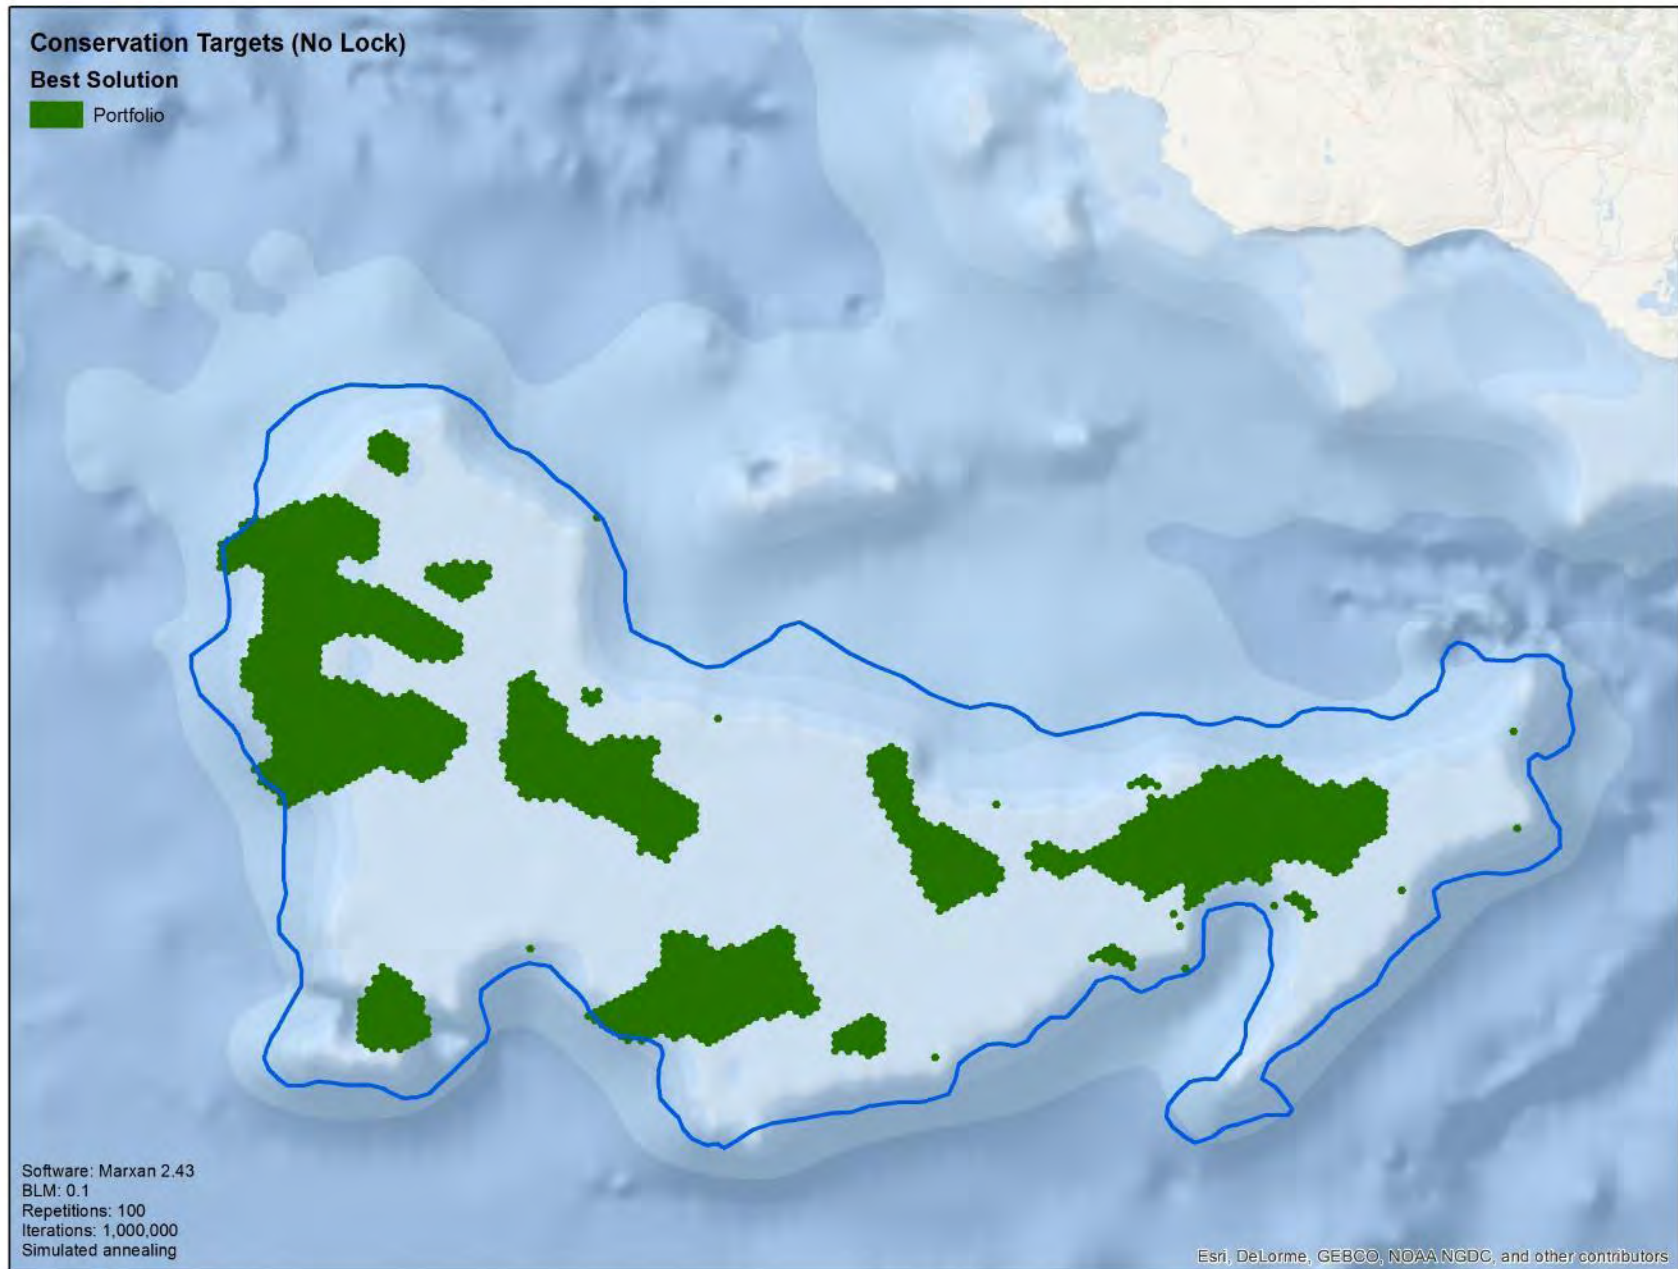 Conservation Targets (No Lock)
Best Solution
Portfolio
Software: Marxan 2.43
BLM: 0.1
Repetitions: 100
Iterations: 1,000,000
Simulated annealing
Esri, DeLorme, GEBCO, NOAA NGDC, and other contributors